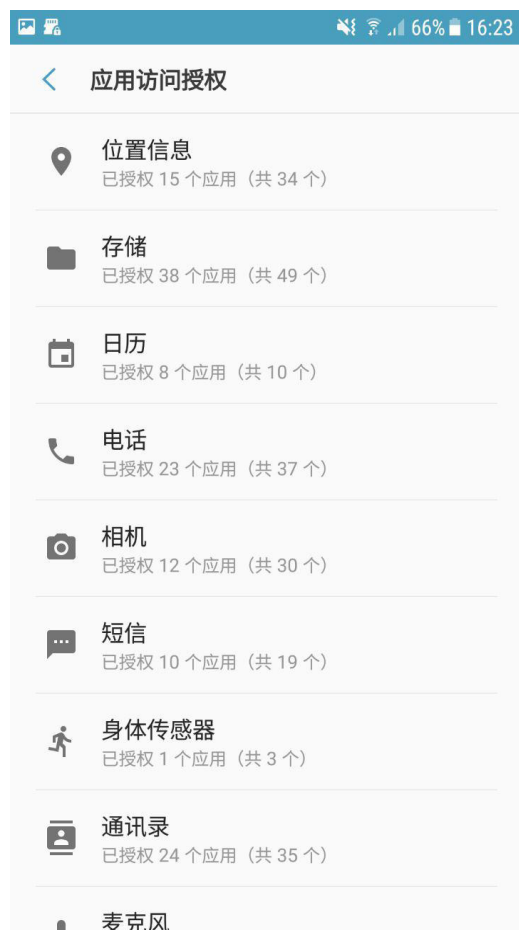 66% 16:23
应用访问授权
位置信息
已授权 15 个应用（共 34 个）
存储
已授权 38 个应用（共 49 个）
日历
已授权 8 个应用（共 10 个）
电话
已授权 23 个应用（共 37 个）
相机
已授权 12 个应用（共 30 个）
短信
已授权 10 个应用（共 19 个）
身体传感器
已授权 1 个应用（共 3 个）
通讯录
已授权 24 个应用（共 35 个）
麦克风